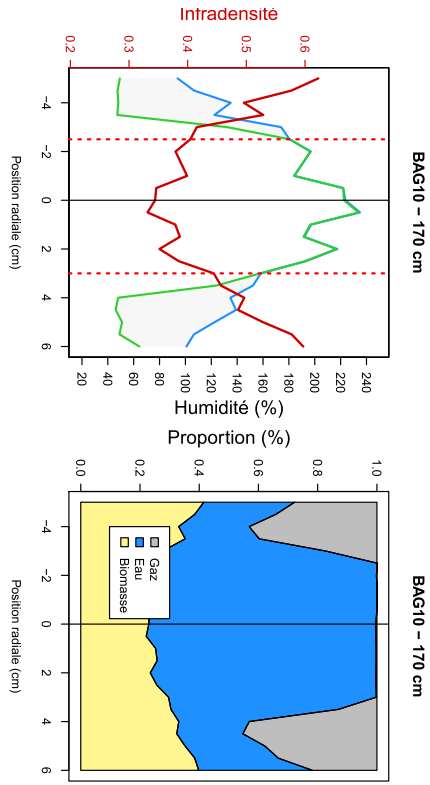 Infradensité
0.2 0.3 0.4 0.5 0.6
BAG10 − 170 cm
−4 −2 0 2 4 6
Position radiale (cm)
20 40 60 80 100 120 140 160 180 200 220 240
Humidité (%)
Proportion (%)
0.0 0.2 0.4 0.6 0.8 1.0
BAG10 − 170 cm
Gaz
Eau
Biomasse
−4 −2 0 2 4 6
Position radiale (cm)